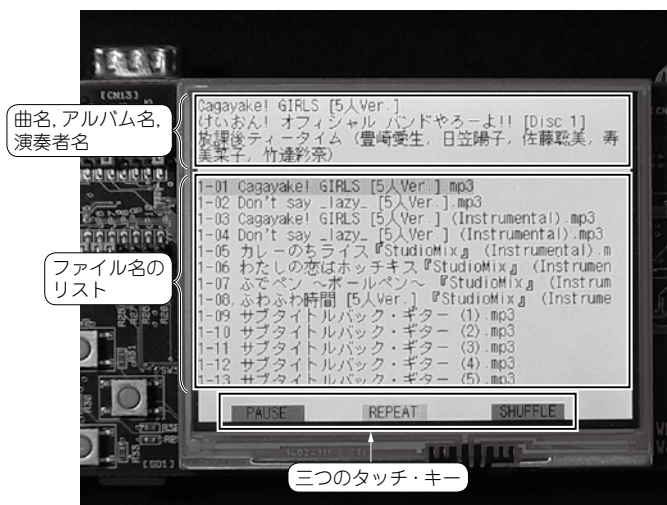 [CN13]
曲名，アルバム名，
演奏者名
Cagayake! GIRLS [5人Ver.]
けいおん! オフィシャル バンドやろーよ!! [Disc 1]
放課後ティータイム (豊崎愛生, 日笠陽子, 佐藤聡美, 寿
美菜子, 竹達彩奈)
ファイル名の
リスト
1-01 Cagayake! GIRLS [5人Ver.].mp3
1-02 Don't say _lazy_ [5人Ver.].mp3
1-03 Cagayake! GIRLS [5人Ver.] (Instrumental).mp3
1-04 Don't say _lazy_ [5人Ver.] (Instrumental).mp3
1-05 カレーのちライス『StudioMix』 (Instrumental).m
1-06 わたしの恋はホッチキス『StudioMix』 (Instrumen
1-07 ふでペン ～ボールペン～ 『StudioMix』 (Instrum
1-08 ふわふわ時間 [5人Ver.] 『StudioMix』 (Instrume
1-09 サブタイトルバック・ギター (1).mp3
1-10 サブタイトルバック・ギター (2).mp3
1-11 サブタイトルバック・ギター (3).mp3
1-12 サブタイトルバック・ギター (4).mp3
1-13 サブタイトルバック・ギター (5).mp3
PAUSE REPEAT SHUFFLE
[SD1]
三つのタッチ・キー